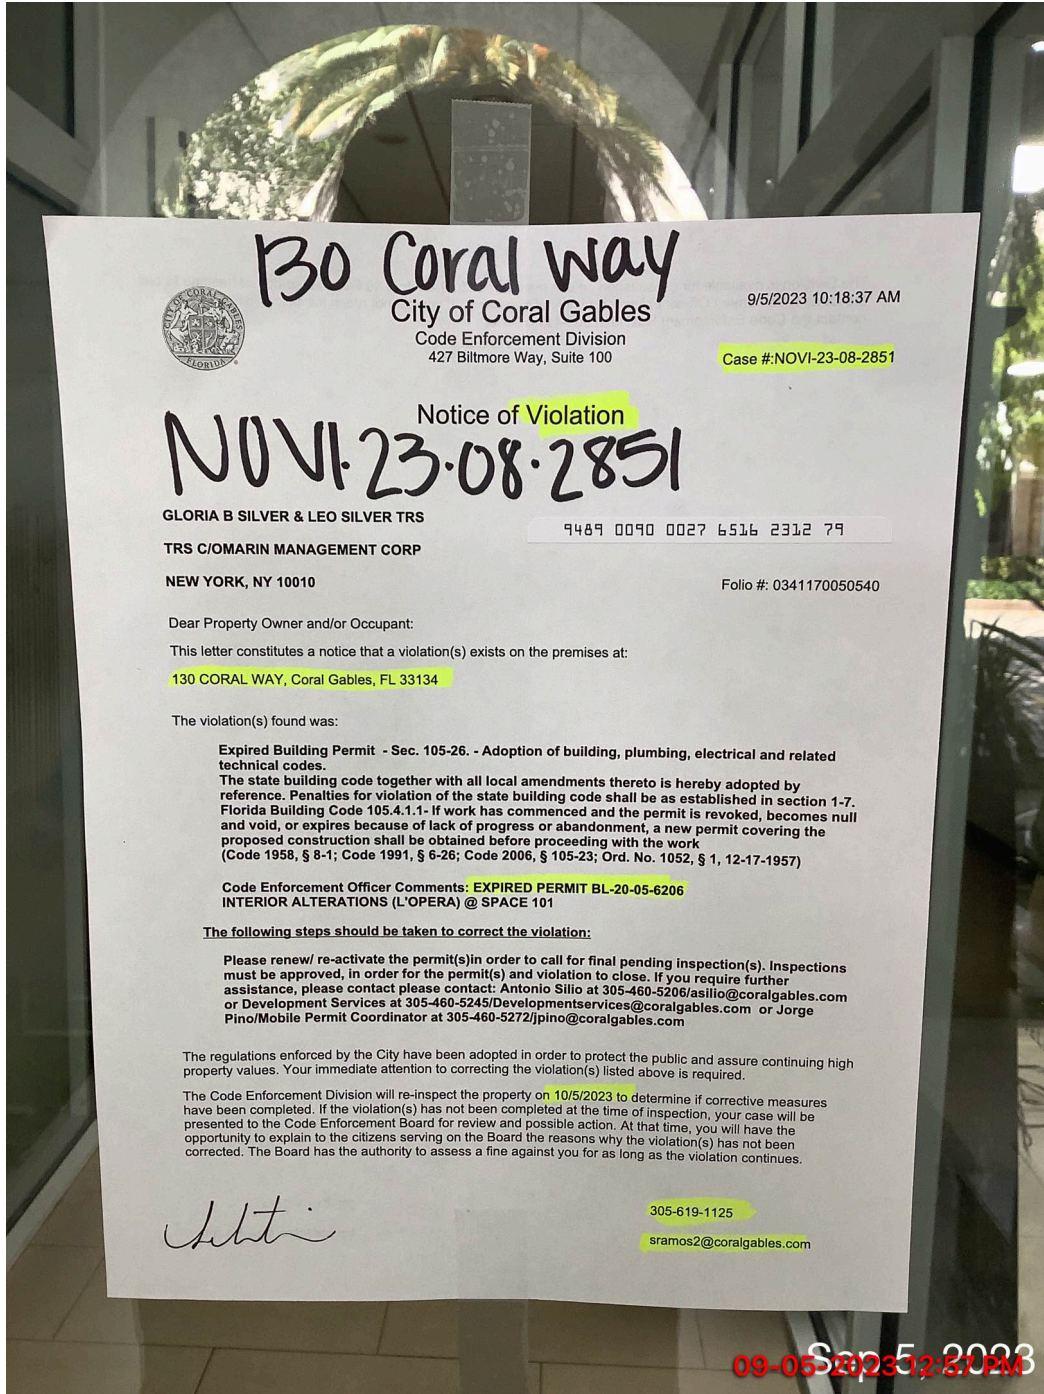 130 Coral Way
City of Coral Gables
Code Enforcement Division
427 Biltmore Way, Suite 100
CITY OF CORAL GABLES
FLORIDA
9/5/2023 10:18:37 AM
Case #:NOVI-23-08-2851
Notice of Violation
NOVI-23-08-2851
GLORIA B SILVER & LEO SILVER TRS
9489 0090 0027 6516 2312 79
TRS C/OMARIN MANAGEMENT CORP
NEW YORK, NY 10010
Folio #: 0341170050540
Dear Property Owner and/or Occupant:
This letter constitutes a notice that a violation(s) exists on the premises at:
130 CORAL WAY, Coral Gables, FL 33134
The violation(s) found was:
Expired Building Permit - Sec. 105-26. - Adoption of building, plumbing, electrical and related
technical codes.
The state building code together with all local amendments thereto is hereby adopted by
reference. Penalties for violation of the state building code shall be as established in section 1-7.
Florida Building Code 105.4.1.1- If work has commenced and the permit is revoked, becomes null
and void, or expires because of lack of progress or abandonment, a new permit covering the
proposed construction shall be obtained before proceeding with the work
(Code 1958, § 8-1; Code 1991, § 6-26; Code 2006, § 105-23; Ord. No. 1052, § 1, 12-17-1957)
Code Enforcement Officer Comments: EXPIRED PERMIT BL-20-05-6206
INTERIOR ALTERATIONS (L'OPERA) @ SPACE 101
The following steps should be taken to correct the violation:
Please renew/ re-activate the permit(s)in order to call for final pending inspection(s). Inspections
must be approved, in order for the permit(s) and violation to close. If you require further
assistance, please contact please contact: Antonio Silio at 305-460-5206/asilio@coralgables.com
or Development Services at 305-460-5245/Developmentservices@coralgables.com or Jorge
Pino/Mobile Permit Coordinator at 305-460-5272/jpino@coralgables.com
The regulations enforced by the City have been adopted in order to protect the public and assure continuing high
property values. Your immediate attention to correcting the violation(s) listed above is required.
The Code Enforcement Division will re-inspect the property on 10/5/2023 to determine if corrective measures
have been completed. If the violation(s) has not been completed at the time of inspection, your case will be
presented to the Code Enforcement Board for review and possible action. At that time, you will have the
opportunity to explain to the citizens serving on the Board the reasons why the violation(s) has not been
corrected. The Board has the authority to assess a fine against you for as long as the violation continues.
305-619-1125
sramos2@coralgables.com
Sep 5, 2023
09-05-2023 12:57 PM